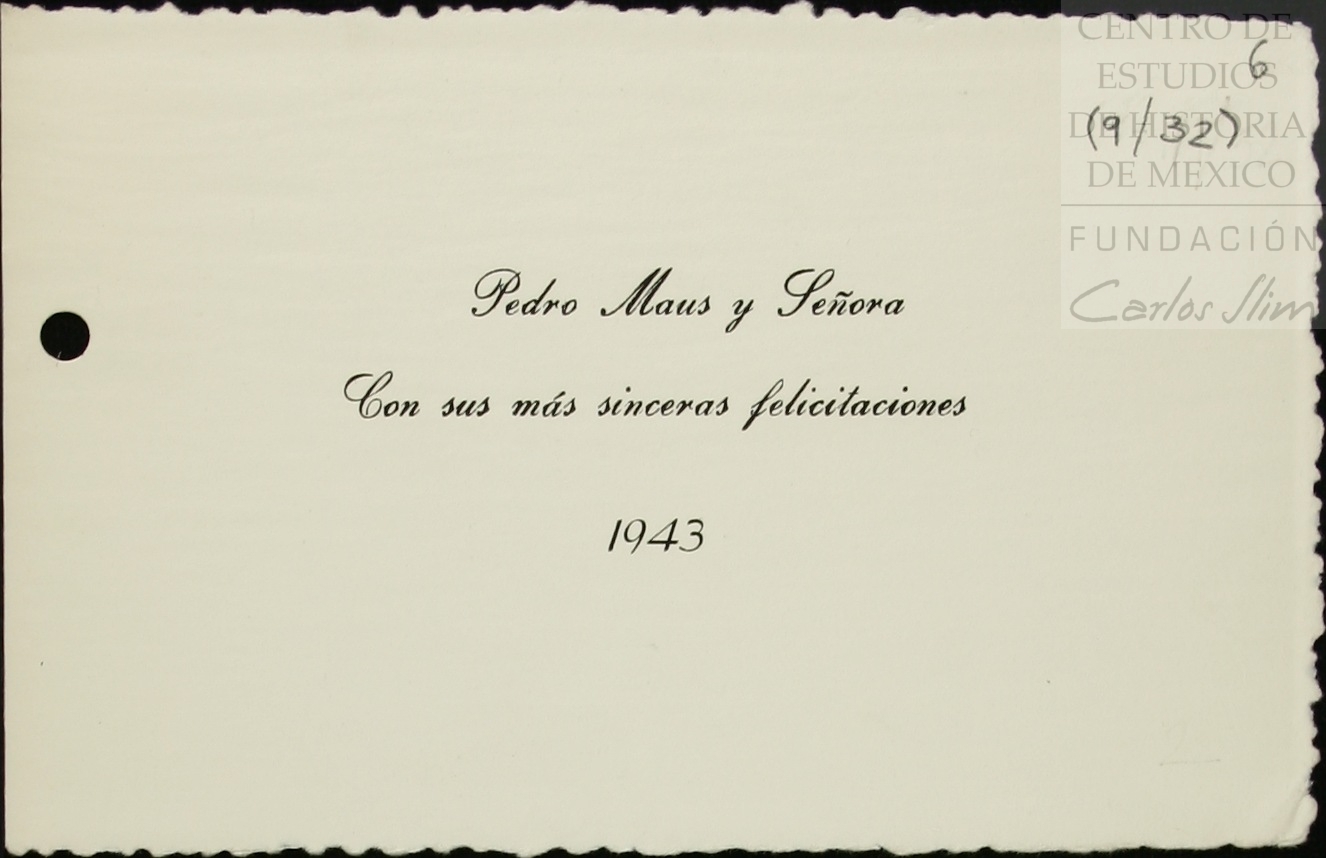 CENTRO DE
ESTUDIOS
DE HISTORIA
DE MEXICO
FUNDACIÓN
Carlos Slim
6
(9/32)
Pedro Maus y Señora
Con sus más sinceras felicitaciones
1943